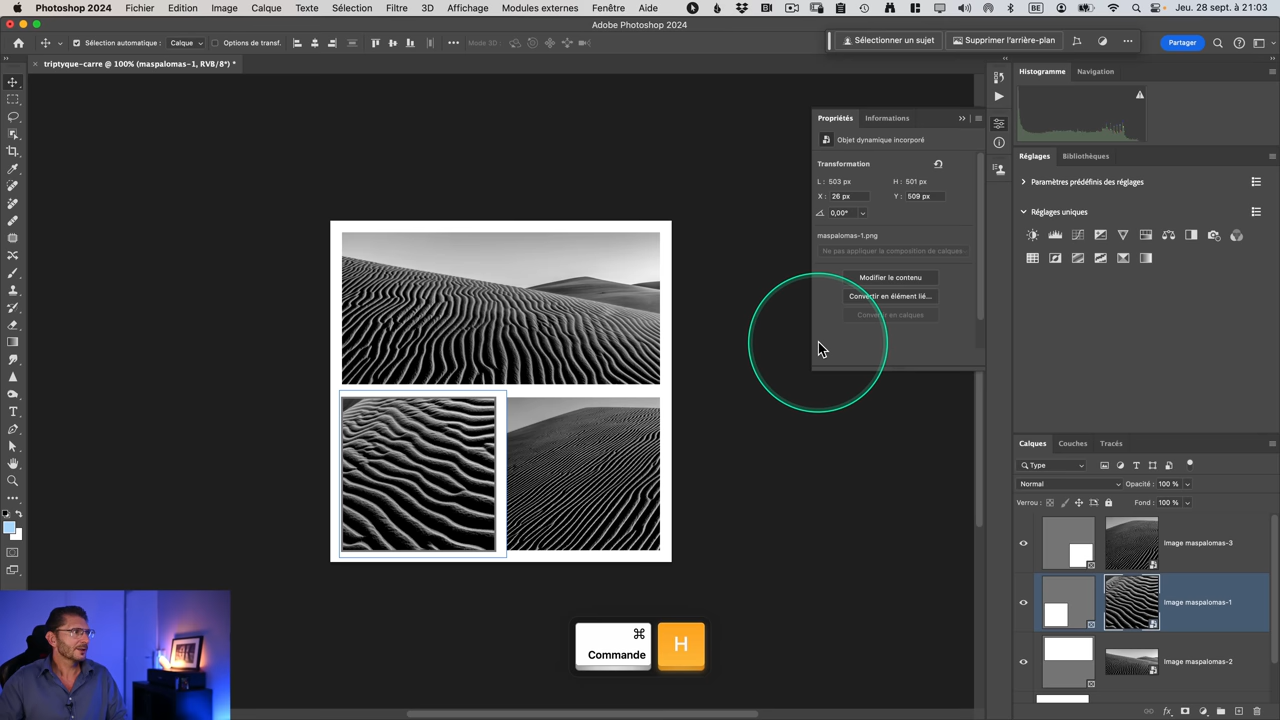 Photoshop 2024 Fichier Edition Image Calque Texte Sélection Filtre 3D Affichage Modules externes Fenêtre Aide
BE
Jeu. 28 sept à 21:03
Adobe Photoshop 2024
Sélection automatique :
Calque
Options de transf.
Mode 3D :
Sélectionner un sujet
Supprimer l'arrière-plan
Partager
triptyque-carre @ 100% (maspalomas-1, RVB/8*) *
Histogramme
Navigation
Propriétés
Informations
Objet dynamique incorporé
Transformation
L : 503 px
H : 501 px
X : 26 px
Y : 509 px
0,00°
maspalomas-1.png
Ne pas appliquer la composition de calques
Modifier le contenu
Convertir en élément lié...
Convertir en calques
Réglages
Bibliothèques
Paramètres prédéfinis des réglages
Réglages uniques
Calques
Couches
Tracés
Type
Normal
Opacité : 100 %
Verrou :
Fond : 100 %
Image maspalomas-3
Image maspalomas-1
Image maspalomas-2
⌘
Commande
H